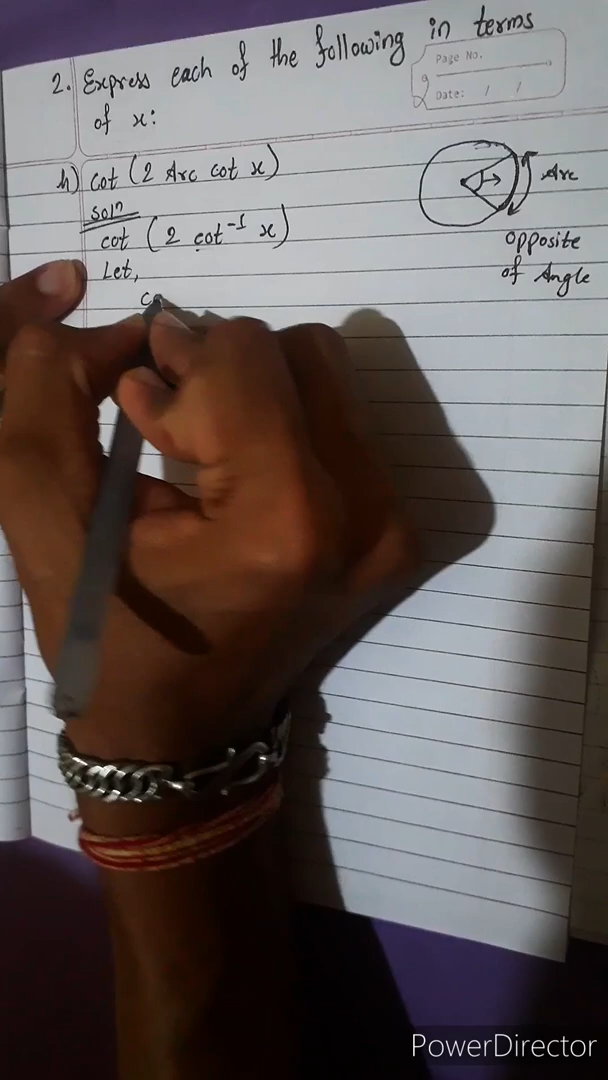 2. Express each of the following in terms
of x:
Page No.
Date: / /
h) cot (2 Arc cot x)
Soln
cot (2 cot⁻¹ x)
Let,
Arc
opposite
of Angle
PowerDirector